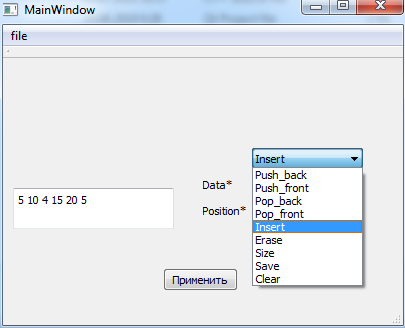 MainWindow
file
Insert
Push_back
Data*
Push_front
Pop_back
5 10 4 15 20 5
Position*
Pop_front
Insert
Erase
Size
Save
Применить
Clear